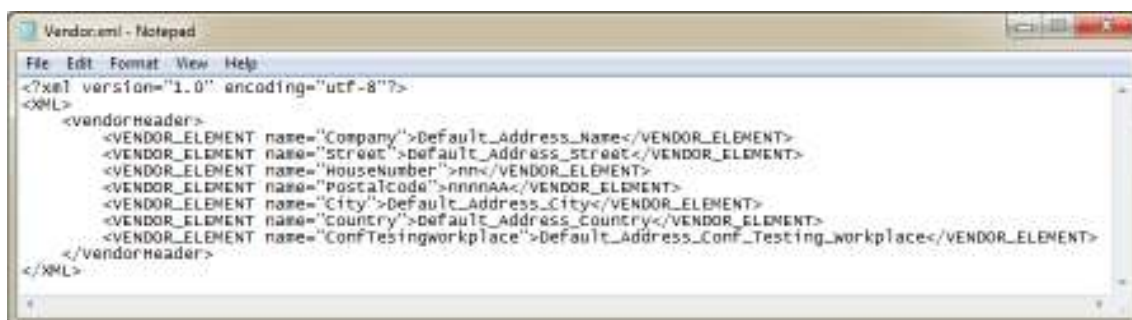 Vendor.xml - Notepad
File Edit Format View Help
<?xml version="1.0" encoding="utf-8"?>
<XML>
<vendorHeader>
<VENDOR_ELEMENT name="Company">Default_Address_Name</VENDOR_ELEMENT>
<VENDOR_ELEMENT name="Street">Default_Address_Street</VENDOR_ELEMENT>
<VENDOR_ELEMENT name="HouseNumber">nn</VENDOR_ELEMENT>
<VENDOR_ELEMENT name="PostalCode">nnnnAA</VENDOR_ELEMENT>
<VENDOR_ELEMENT name="City">Default_Address_City</VENDOR_ELEMENT>
<VENDOR_ELEMENT name="Country">Default_Address_Country</VENDOR_ELEMENT>
<VENDOR_ELEMENT name="ConfTesingWorkplace">Default_Address_Conf_Testing_Workplace</VENDOR_ELEMENT>
</vendorHeader>
</XML>